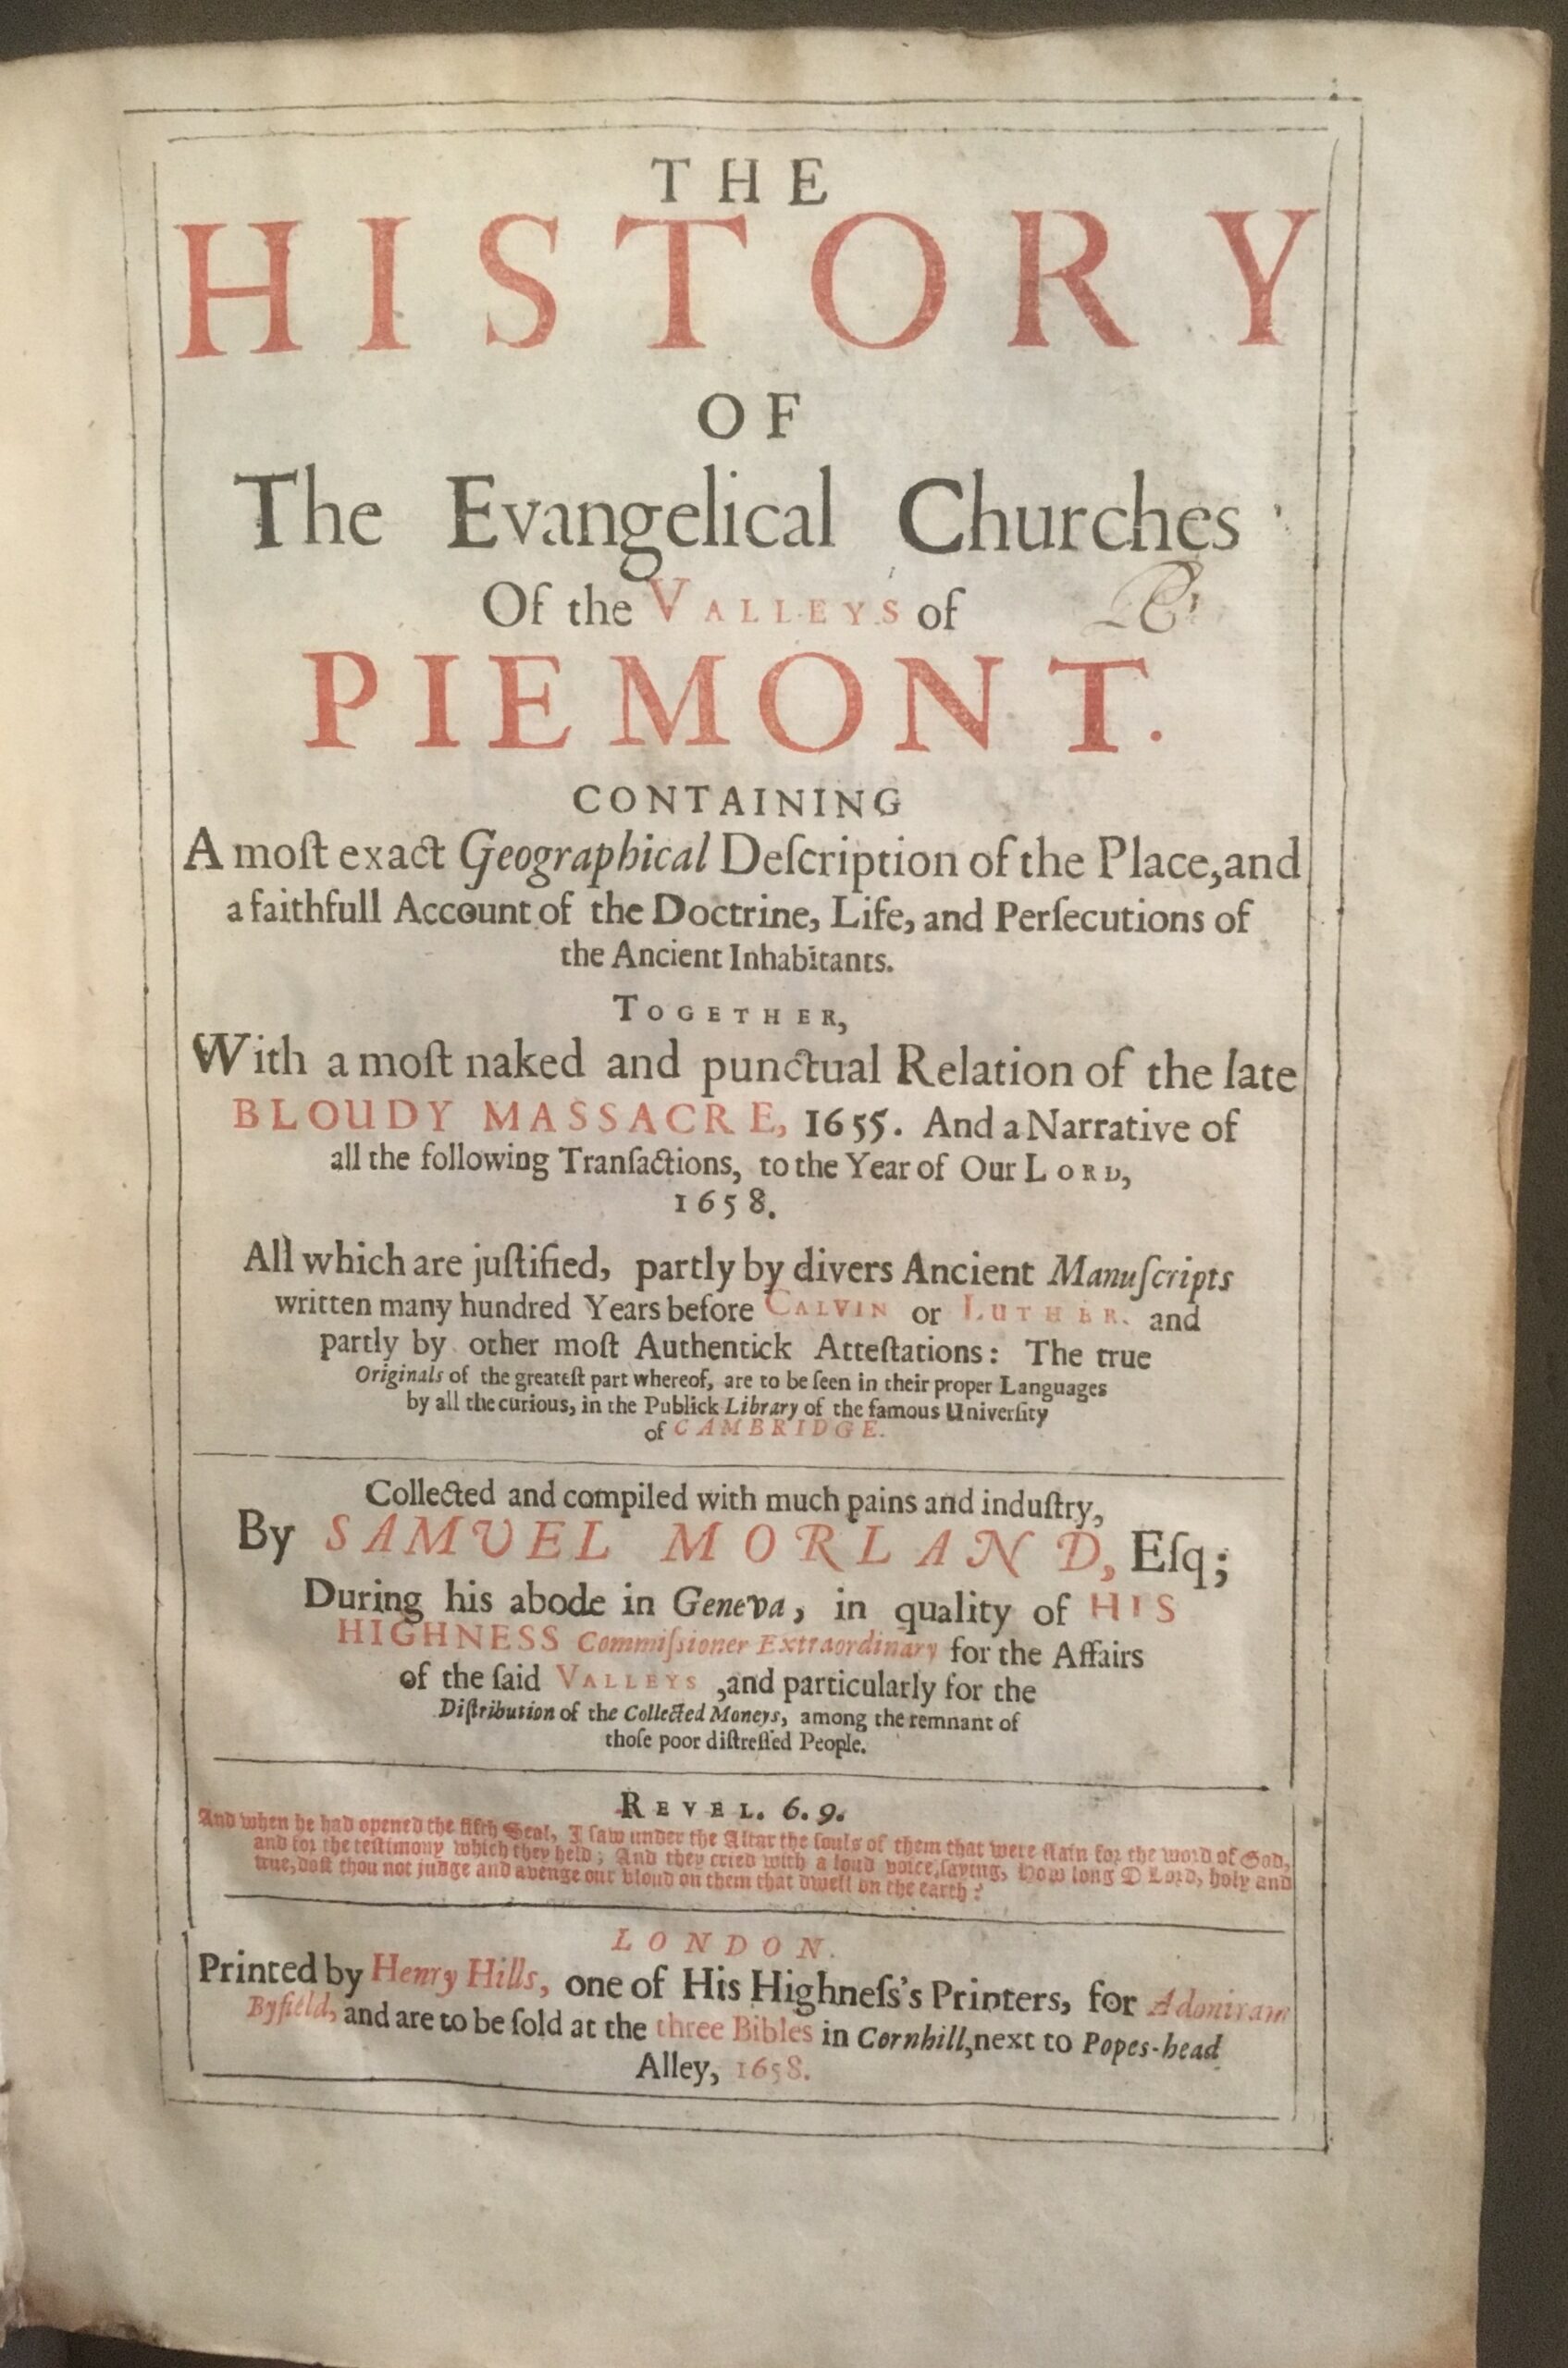 THE
HISTORY
OF
The Evangelical Churches
Of the VALLEYS of
PIEMONT.
CONTAINING
A moſt exact Geographical Deſcription of the Place, and
a faithfull Account of the Doctrine, Life, and Perſecutions of
the Ancient Inhabitants.
TOGETHER,
With a moſt naked and punctual Relation of the late
BLOUDY MASSACRE, 1655. And a Narrative of
all the following Tranſactions, to the Year of Our LORD,
1658.
All which are juſtified, partly by divers Ancient Manuſcripts
written many hundred Years before CALVIN or LUTHER. and
partly by other moſt Authentick Atteſtations: The true
Originals of the greateſt part whereof, are to be ſeen in their proper Languages
by all the curious, in the Publick Library of the famous Univerſity
of CAMBRIDGE.
Collected and compiled with much pains and induſtry,
By SAMUEL MORLAND, Eſq;
During his abode in Geneva, in quality of HIS
HIGHNESS Commiſsioner Extraordinary for the Affairs
of the ſaid VALLEYS, and particularly for the
Diſtribution of the Collected Moneys, among the remnant of
thoſe poor diſtreſſed People.
REVEL. 6. 9.
And when he had opened the fifth Seal, I ſaw under the Altar the ſouls of them that were ſlain for the word of God,
and for the teſtimony which they held; And they cried with a loud voice, ſaying, How long O Lord, holy and
true, doſt thou not judge and avenge our bloud on them that dwell on the earth?
LONDON.
Printed by Henry Hills, one of His Highneſs's Printers, for Adoniram
Byfield, and are to be ſold at the three Bibles in Cornhill, next to Popes-head
Alley, 1658.